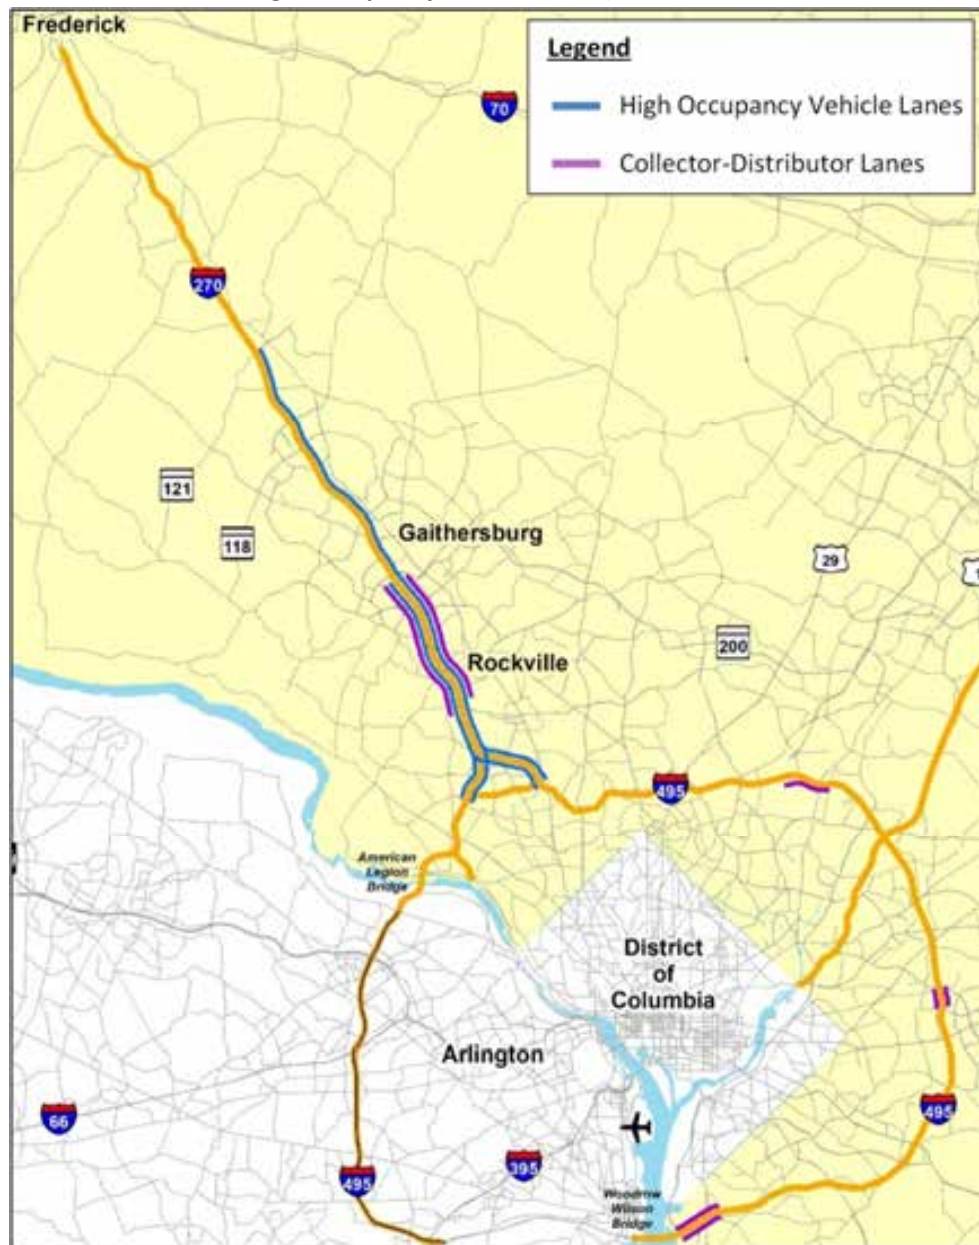 Frederick
Legend
High Occupancy Vehicle Lanes
Collector-Distributor Lanes
70
270
121
118
Gaithersburg
29
1
200
Rockville
495
American
Legion
Bridge
District
of
Columbia
Arlington
66
495
395
495
Woodrow
Wilson
Bridge